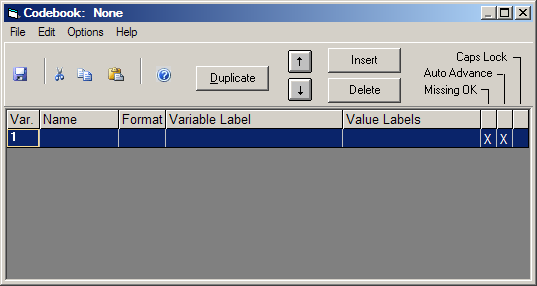 Codebook: None
File Edit Options Help
Duplicate
↑
↓
Insert
Delete
Caps Lock
Auto Advance
Missing OK
Var. Name Format Variable Label Value Labels
1 X X